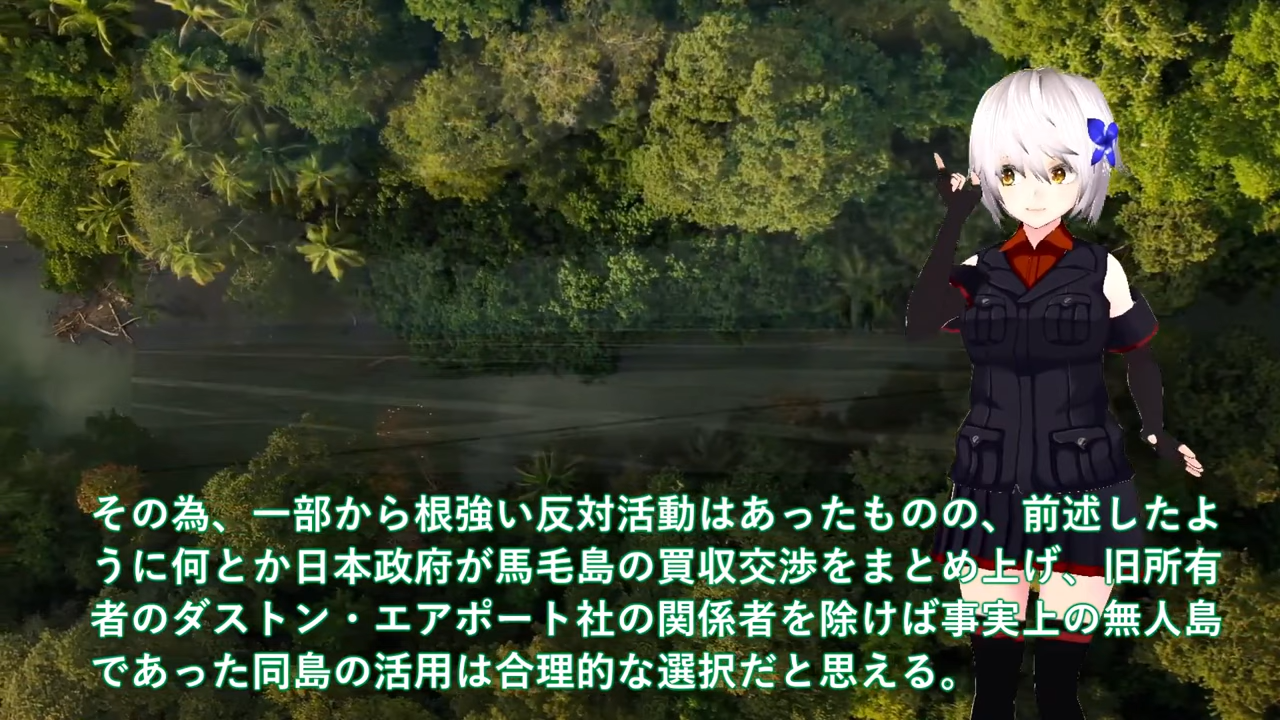 その為、一部から根強い反対活動はあったものの、前述したよ
うに何とか日本政府が馬毛島の買収交渉をまとめ上げ、旧所有
者のダストン・エアポート社の関係者を除けば事実上の無人島
であった同島の活用は合理的な選択だと思える。